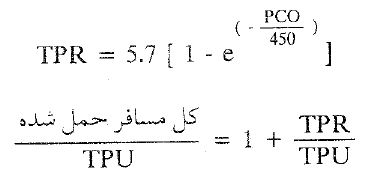 TPR = 5.7 [ 1 - e^( - PCO/450 ) ]
کل مسافر حمل شده / TPU = 1 + TPR/TPU